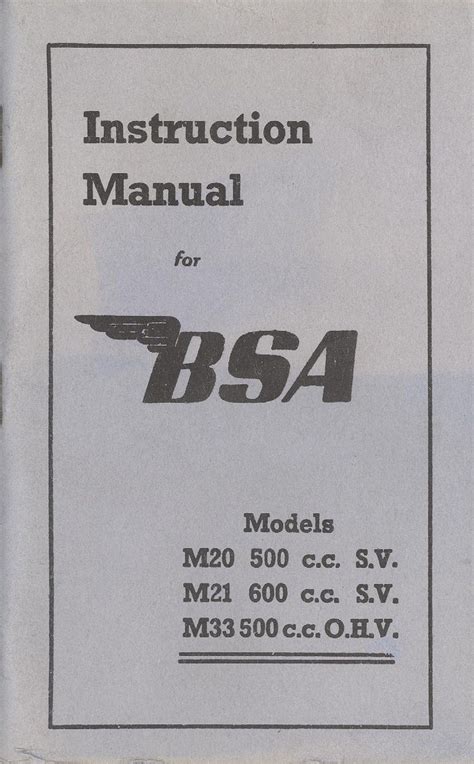 Instruction
Manual
for
BSA
Models
M20 500 c.c. S.V.
M21 600 c.c. S.V.
M33 500 c.c. O.H.V.